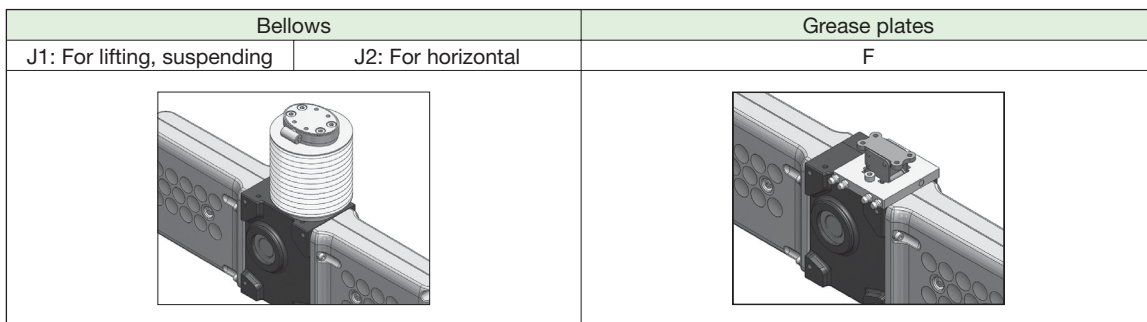 Bellows
Grease plates
J1: For lifting, suspending
J2: For horizontal
F